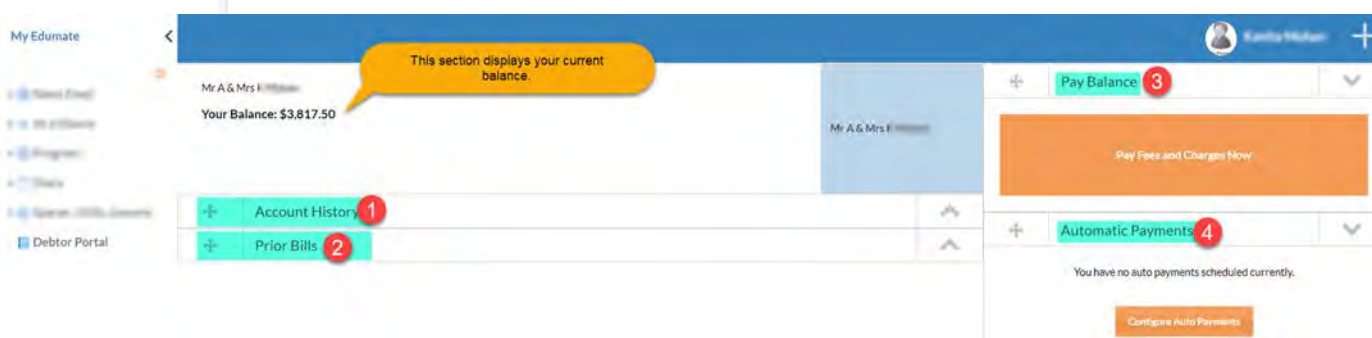 My Edumate
This section displays your current
balance.
Mr A & Mrs
Your Balance: $3,817.50
Mr A & Mrs
Account History 1
Prior Bills 2
Debtor Portal
Pay Balance 3
Pay Fees and Charges Now
Automatic Payments 4
You have no auto payments scheduled currently.
Configure Auto Payments